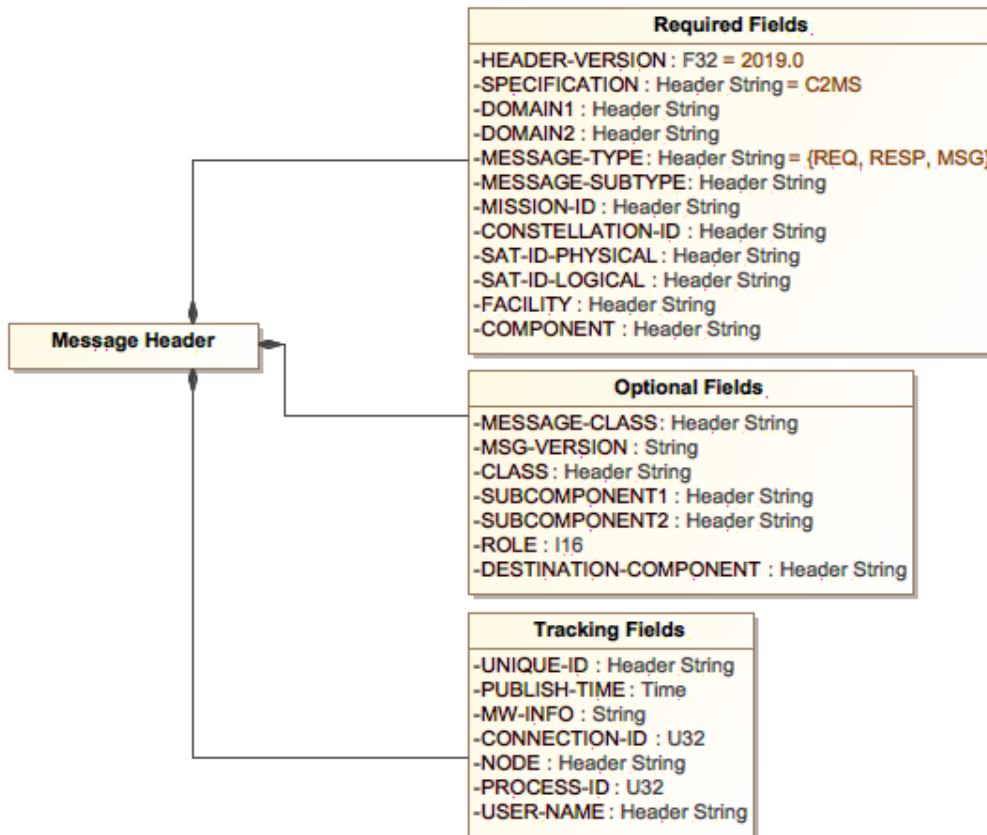 Required Fields
-HEADER-VERSION : F32 = 2019.0
-SPECIFICATION : Header String = C2MS
-DOMAIN1 : Header String
-DOMAIN2 : Header String
-MESSAGE-TYPE : Header String = {REQ, RESP, MSG}
-MESSAGE-SUBTYPE : Header String
-MISSION-ID : Header String
-CONSTELLATION-ID : Header String
-SAT-ID-PHYSICAL : Header String
-SAT-ID-LOGICAL : Header String
-FACILITY : Header String
-COMPONENT : Header String
Message Header
Optional Fields
-MESSAGE-CLASS : Header String
-MSG-VERSION : String
-CLASS : Header String
-SUBCOMPONENT1 : Header String
-SUBCOMPONENT2 : Header String
-ROLE : I16
-DESTINATION-COMPONENT : Header String
Tracking Fields
-UNIQUE-ID : Header String
-PUBLISH-TIME : Time
-MW-INFO : String
-CONNECTION-ID : U32
-NODE : Header String
-PROCESS-ID : U32
-USER-NAME : Header String